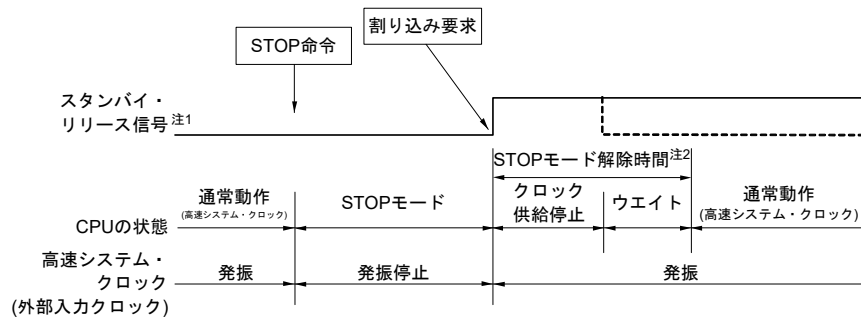 割り込み要求
STOP命令
スタンバイ・
リリース信号 注1
STOPモード解除時間 注2
通常動作
(高速システム・クロック)
CPUの状態
STOPモード
クロック
供給停止
ウエイト
通常動作
(高速システム・クロック)
高速システム・
クロック
(外部入力クロック)
発振
発振停止
発振